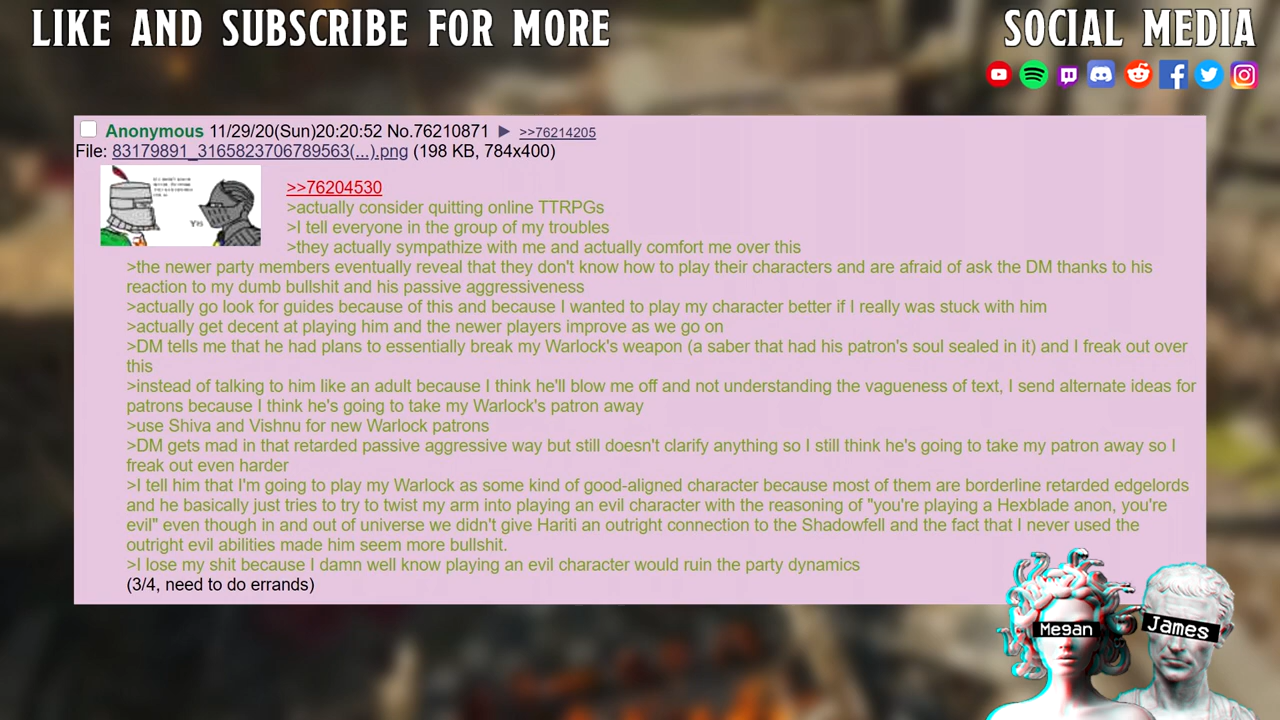 LIKE AND SUBSCRIBE FOR MORE
SOCIAL MEDIA
Anonymous 11/29/20(Sun)20:20:52 No.76210871 ▶ >>76214205
File: 83179891_3165823706789563(...).png (198 KB, 784x400)
>>76204530
>actually consider quitting online TTRPGs
>I tell everyone in the group of my troubles
>they actually sympathize with me and actually comfort me over this
>the newer party members eventually reveal that they don't know how to play their characters and are afraid of ask the DM thanks to his
reaction to my dumb bullshit and his passive aggressiveness
>actually go look for guides because of this and because I wanted to play my character better if I really was stuck with him
>actually get decent at playing him and the newer players improve as we go on
>DM tells me that he had plans to essentially break my Warlock's weapon (a saber that had his patron's soul sealed in it) and I freak out over
this
>instead of talking to him like an adult because I think he'll blow me off and not understanding the vagueness of text, I send alternate ideas for
patrons because I think he's going to take my Warlock's patron away
>use Shiva and Vishnu for new Warlock patrons
>DM gets mad in that retarded passive aggressive way but still doesn't clarify anything so I still think he's going to take my patron away so I
freak out even harder
>I tell him that I'm going to play my Warlock as some kind of good-aligned character because most of them are borderline retarded edgelords
and he basically just tries to try to twist my arm into playing an evil character with the reasoning of "you're playing a Hexblade anon, you're
evil" even though in and out of universe we didn't give Hariti an outright connection to the Shadowfell and the fact that I never used the
outright evil abilities made him seem more bullshit.
>I lose my shit because I damn well know playing an evil character would ruin the party dynamics
(3/4, need to do errands)
Yes
Megan
James